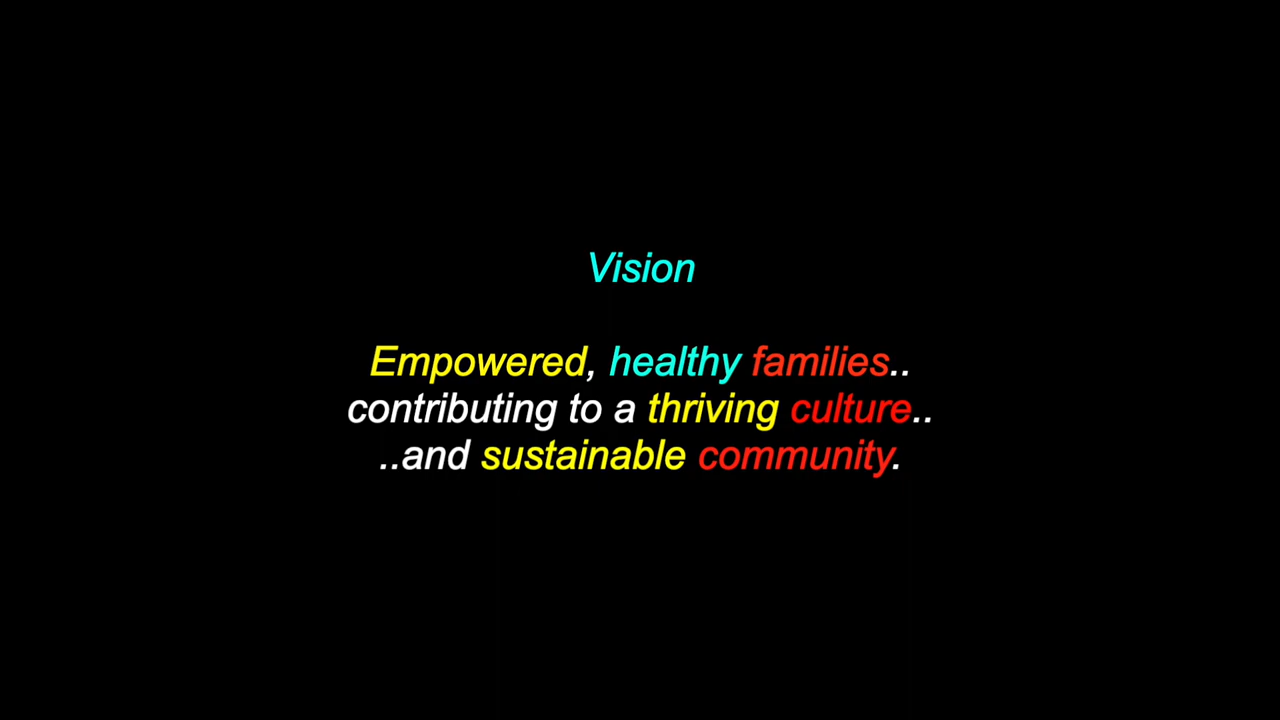 Vision
Empowered, healthy families..
contributing to a thriving culture..
..and sustainable community.